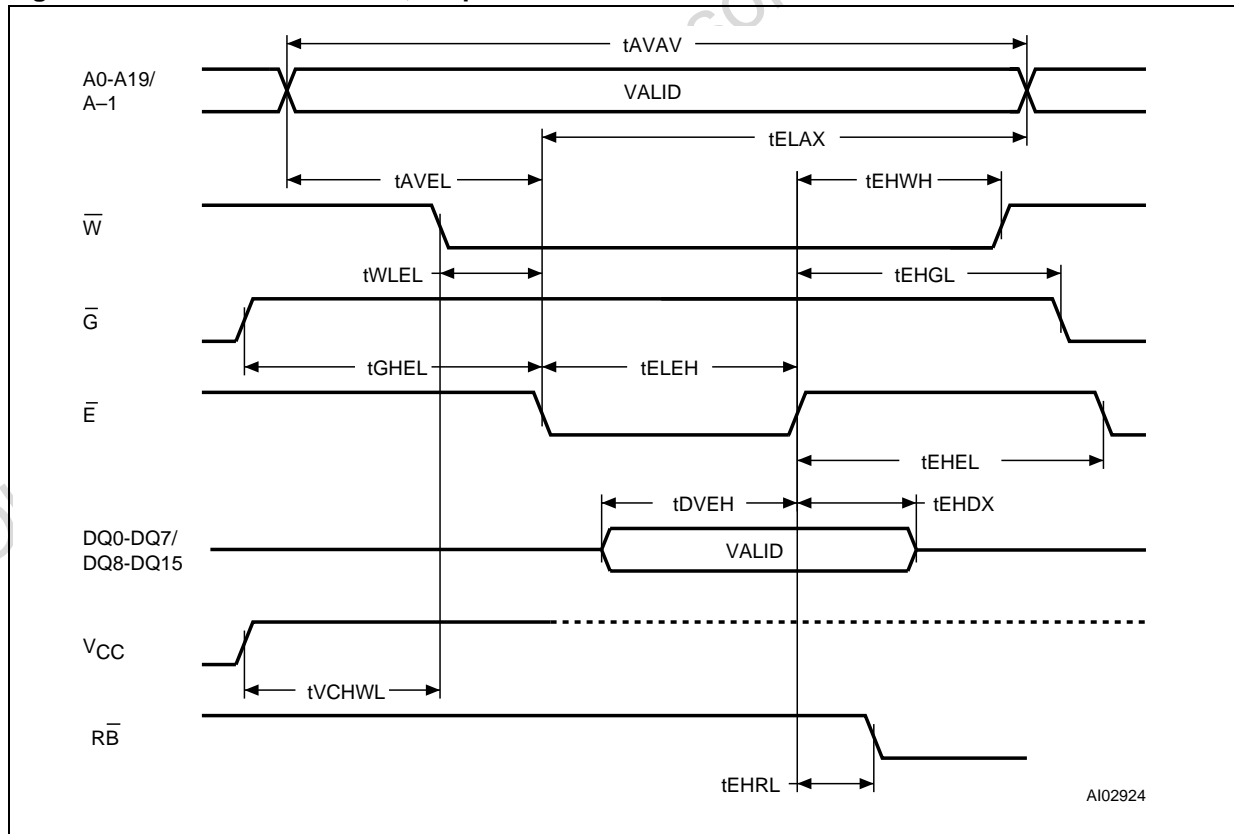 tAVAV
A0-A19/
A–1
VALID
tELAX
tAVEL
tEHWH
W
tWLEL
tEHGL
G
tGHEL
tELEH
E
tEHEL
tDVEH
tEHDX
DQ0-DQ7/
DQ8-DQ15
VALID
VCC
tVCHWL
RB
tEHRL
AI02924